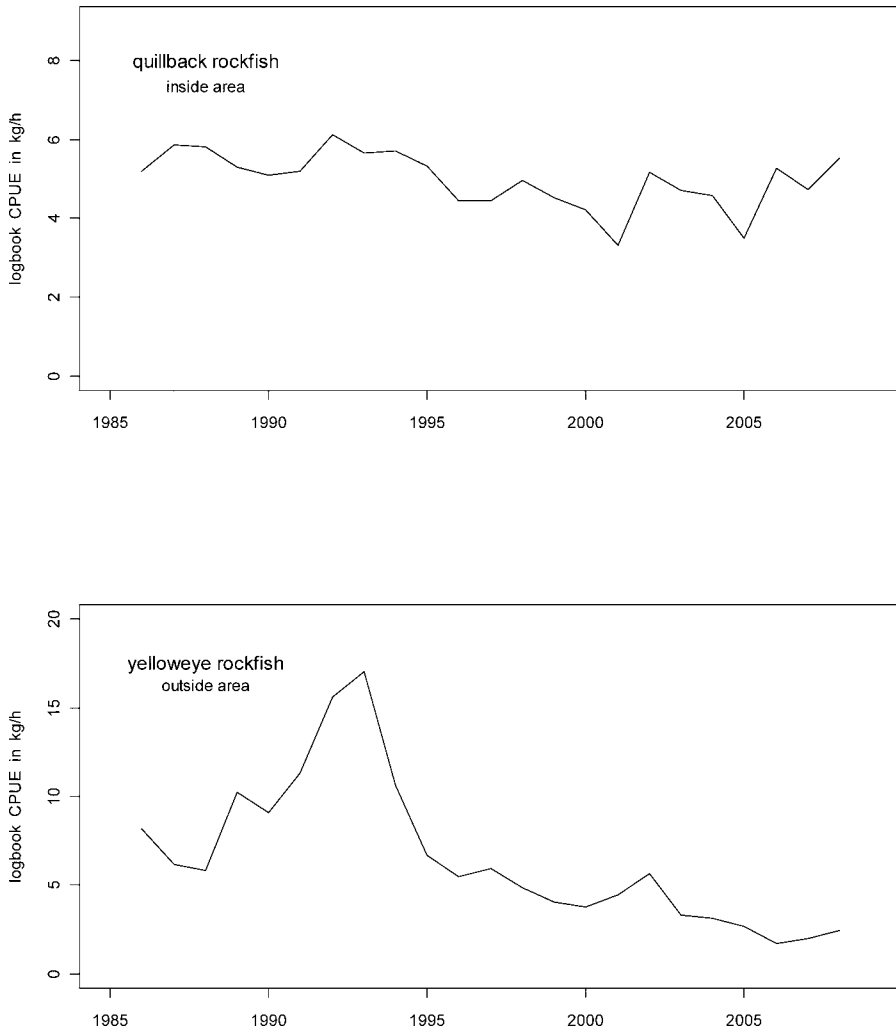 quillback rockfish
inside area
logbook CPUE in kg/h
8
6
4
2
0
1985 1990 1995 2000 2005
yelloweye rockfish
outside area
logbook CPUE in kg/h
20
15
10
5
0
1985 1990 1995 2000 2005